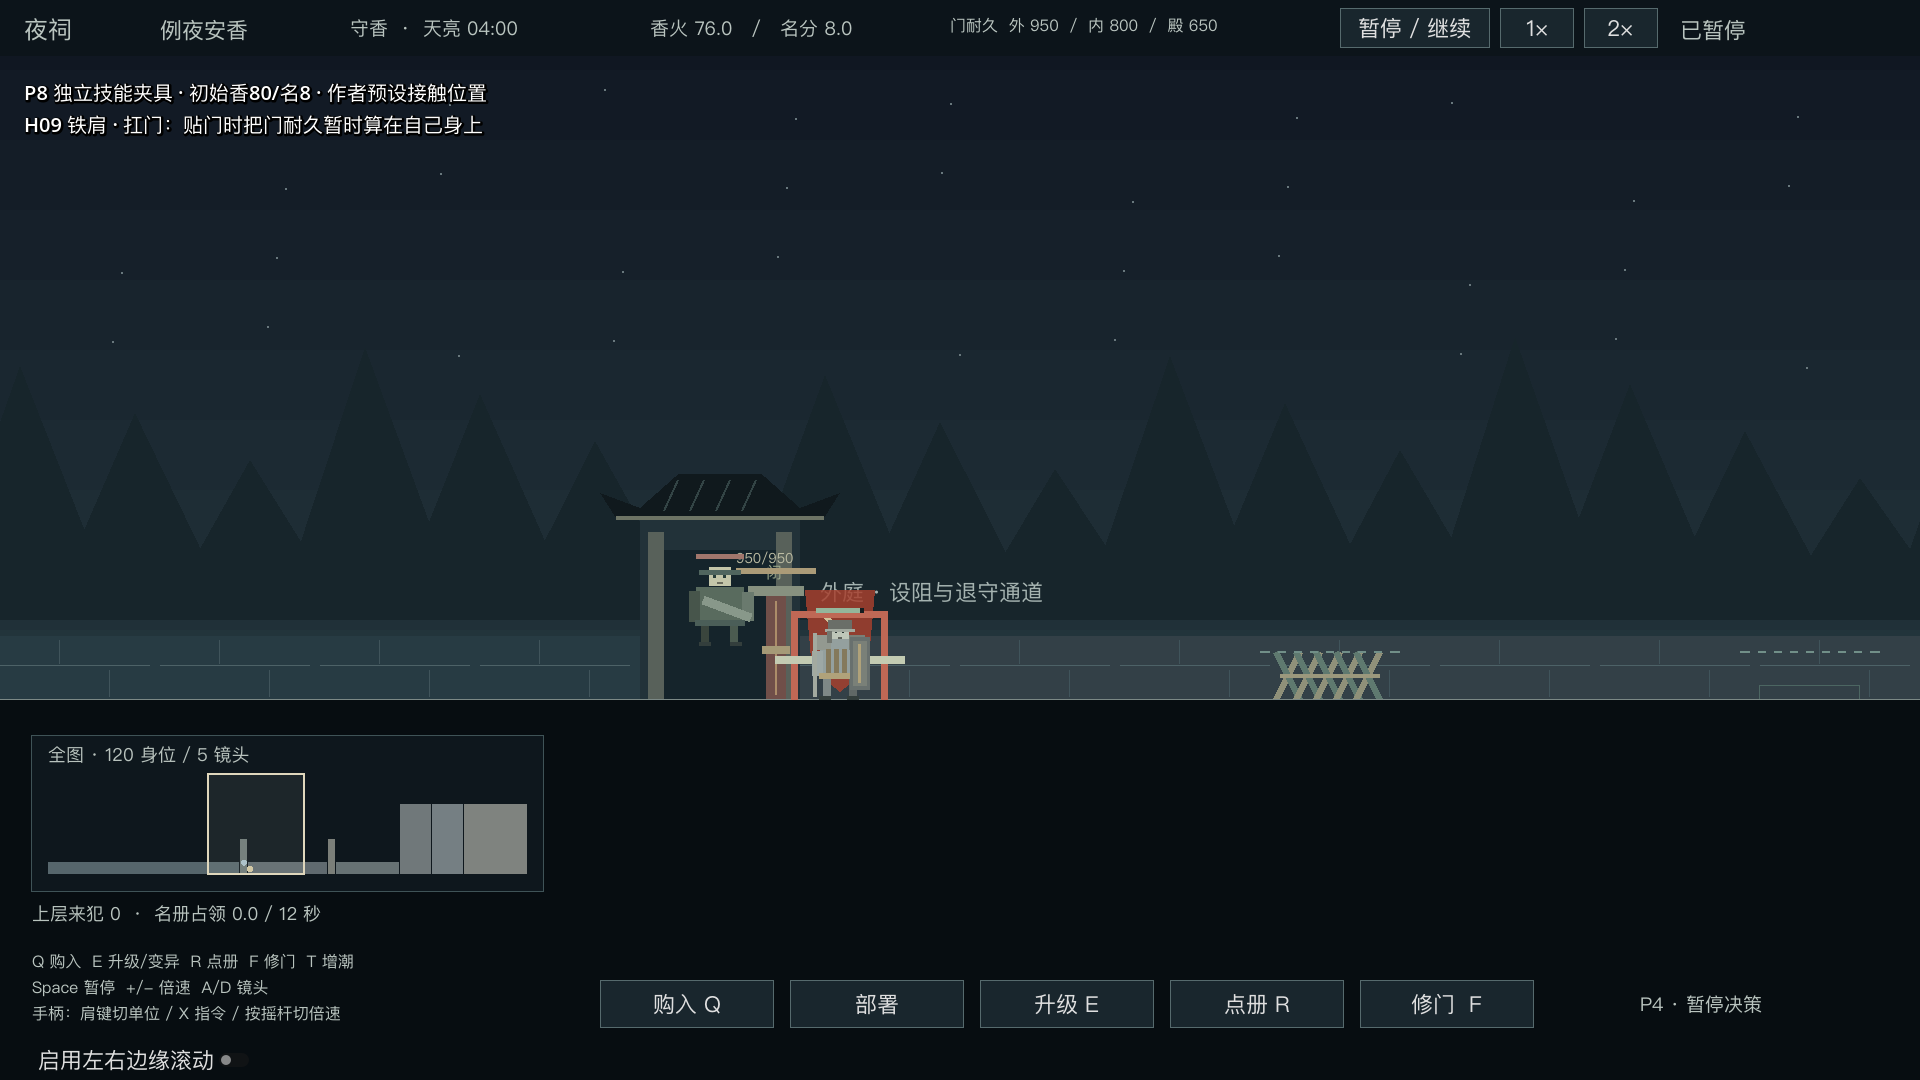 夜祠
例夜安香
守香 · 天亮 04:00
香火 76.0 / 名分 8.0
门耐久 外 950 / 内 800 / 殿 650
暂停 / 继续
1×
2×
已暂停
P8 独立技能夹具 · 初始香80/名8 · 作者预设接触位置
H09 铁肩 · 扛门：贴门时把门耐久暂时算在自己身上
950/950
闭
外庭 · 设阻与退守通道
全图 · 120 身位 / 5 镜头
上层来犯 0 · 名册占领 0.0 / 12 秒
Q 购入 E 升级/变异 R 点册 F 修门 T 增潮
Space 暂停 +/− 倍速 A/D 镜头
手柄：肩键切单位 / X 指令 / 按摇杆切倍速
购入 Q
部署
升级 E
点册 R
修门 F
P4 · 暂停决策
启用左右边缘滚动